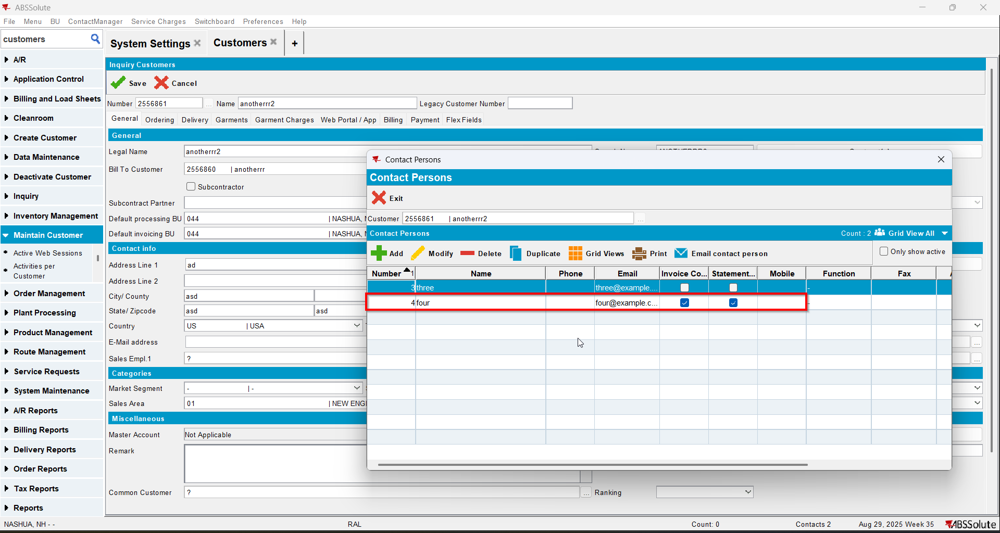 ABSSolute
File Menu BU ContactManager Service Charges Switchboard Preferences Help
customers
System Settings
Customers
+
A/R
Application Control
Billing and Load Sheets
Cleanroom
Create Customer
Data Maintenance
Deactivate Customer
Inquiry
Inventory Management
Maintain Customer
Active Web Sessions
Activities per
Customer
Order Management
Plant Processing
Product Management
Route Management
Service Requests
System Maintenance
A/R Reports
Billing Reports
Delivery Reports
Order Reports
Tax Reports
Reports
Inquiry Customers
Save Cancel
Number 2556861 ... Name anotherrr2 Legacy Customer Number
General Ordering Delivery Garments Garment Charges Web Portal / App Billing Payment FlexFields
General
Legal Name anotherrr2
Bill To Customer 2556860 | anotherrr
Subcontractor
Subcontract Partner
Default processing BU 044 | NASHUA,
Default invoicing BU 044 | NASHUA,
Contact info
Address Line 1 ad
Address Line 2
City/ County asd
State/ Zipcode asd asd
Country US | USA
E-Mail address ...
Sales Empl.1 ? ...
Categories
Market Segment - | -
Sales Area 01 | NEW ENG
Miscellaneous
Master Account Not Applicable
Remark
Common Customer ? ... Ranking
Contact Persons
Contact Persons
Exit
Customer 2556861 | anotherrr2 ...
Contact Persons Count : 2 Grid View All
Add Modify Delete Duplicate Grid Views Print Email contact person Only show active
Number 1 Name Phone Email Invoice Co... Statement... Mobile Function Fax
3 three three@example.... -
4 four four@example.c... -
NASHUA, NH - - RAL Count: 0 Contacts 2 Aug 29, 2025 Week 35 ABSSolute